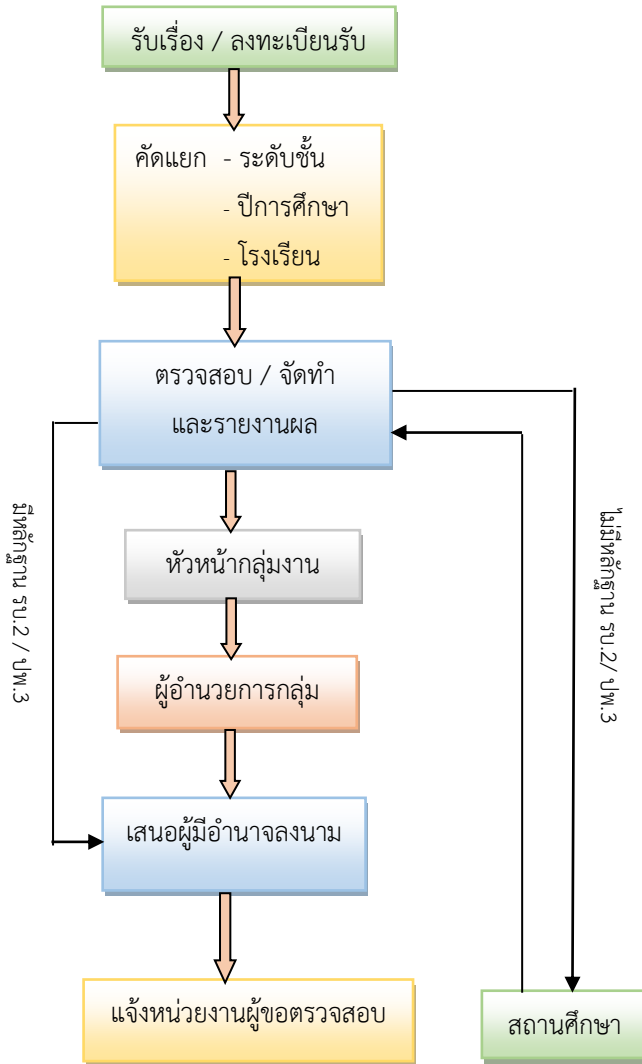 รับเรื่อง / ลงทะเบียนรับ
คัดแยก - ระดับชั้น
- ปีการศึกษา
- โรงเรียน
ตรวจสอบ / จัดทำ
และรายงานผล
มีหลักฐาน รบ.2 / ปพ.3
ไม่มีหลักฐาน รบ.2/ ปพ.3
หัวหน้ากลุ่มงาน
ผู้อำนวยการกลุ่ม
เสนอผู้มีอำนาจลงนาม
แจ้งหน่วยงานผู้ขอตรวจสอบ
สถานศึกษา